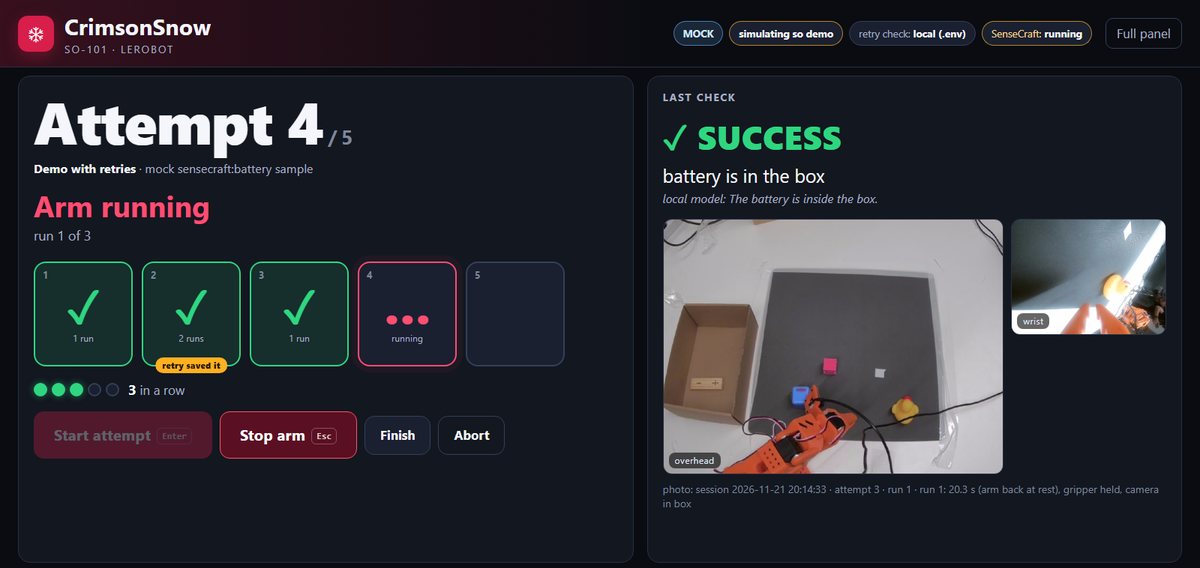 CrimsonSnow
SO-101 · LEROBOT
MOCK
simulating so demo
retry check: local (.env)
SenseCraft: running
Full panel
Attempt 4 / 5
Demo with retries · mock sensecraft:battery sample
Arm running
run 1 of 3
1
✓
1 run
2
✓
2 runs
retry saved it
3
✓
1 run
4
running
5
3 in a row
Start attempt Enter
Stop arm Esc
Finish
Abort
LAST CHECK
✓ SUCCESS
battery is in the box
local model: The battery is inside the box.
- +
overhead
wrist
photo: session 2026-11-21 20:14:33 · attempt 3 · run 1 · run 1: 20.3 s (arm back at rest), gripper held, camera
in box